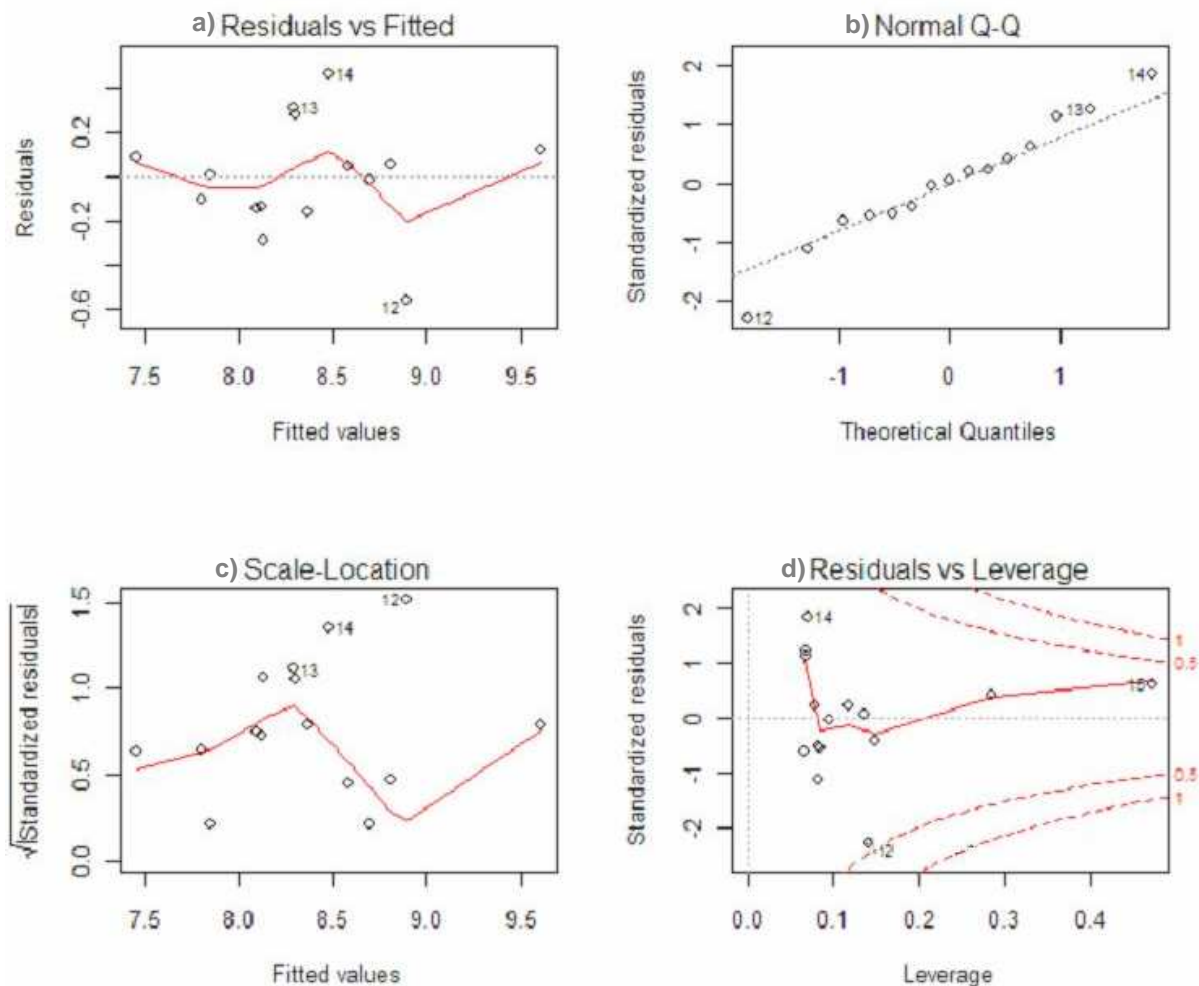 a) Residuals vs Fitted
Residuals
0.2
-0.2
-0.6
14
13
12
7.5 8.0 8.5 9.0 9.5
Fitted values
b) Normal Q-Q
Standardized residuals
2
1
0
-1
-2
14
13
12
-1 0 1
Theoretical Quantiles
c) Scale-Location
√|Standardized residuals|
1.5
1.0
0.5
0.0
12
14
13
7.5 8.0 8.5 9.0 9.5
Fitted values
d) Residuals vs Leverage
Standardized residuals
2
1
0
-1
-2
14
15
12
1
0.5
0.5
1
0.0 0.1 0.2 0.3 0.4
Leverage